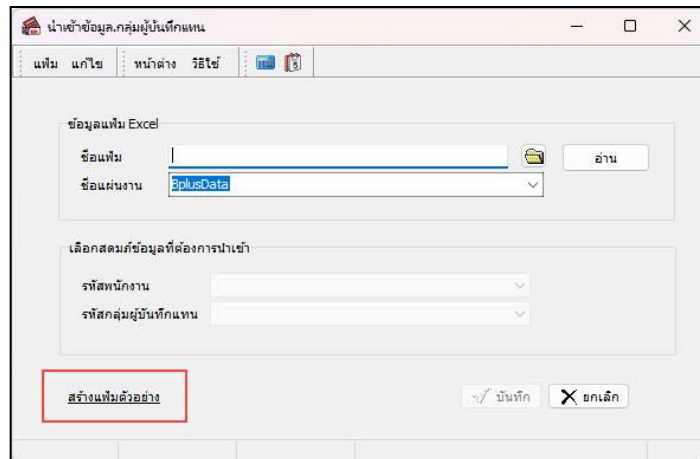 นำเข้าข้อมูล.กลุ่มผู้บันทึกแทน
แฟ้ม แก้ไข หน้าต่าง วิธีใช้
ข้อมูลแฟ้ม Excel
ชื่อแฟ้ม
อ่าน
ชื่อแผ่นงาน BplusData
เลือกสดมภ์ข้อมูลที่ต้องการนำเข้า
รหัสพนักงาน
รหัสกลุ่มผู้บันทึกแทน
สร้างแฟ้มตัวอย่าง บันทึก ยกเลิก